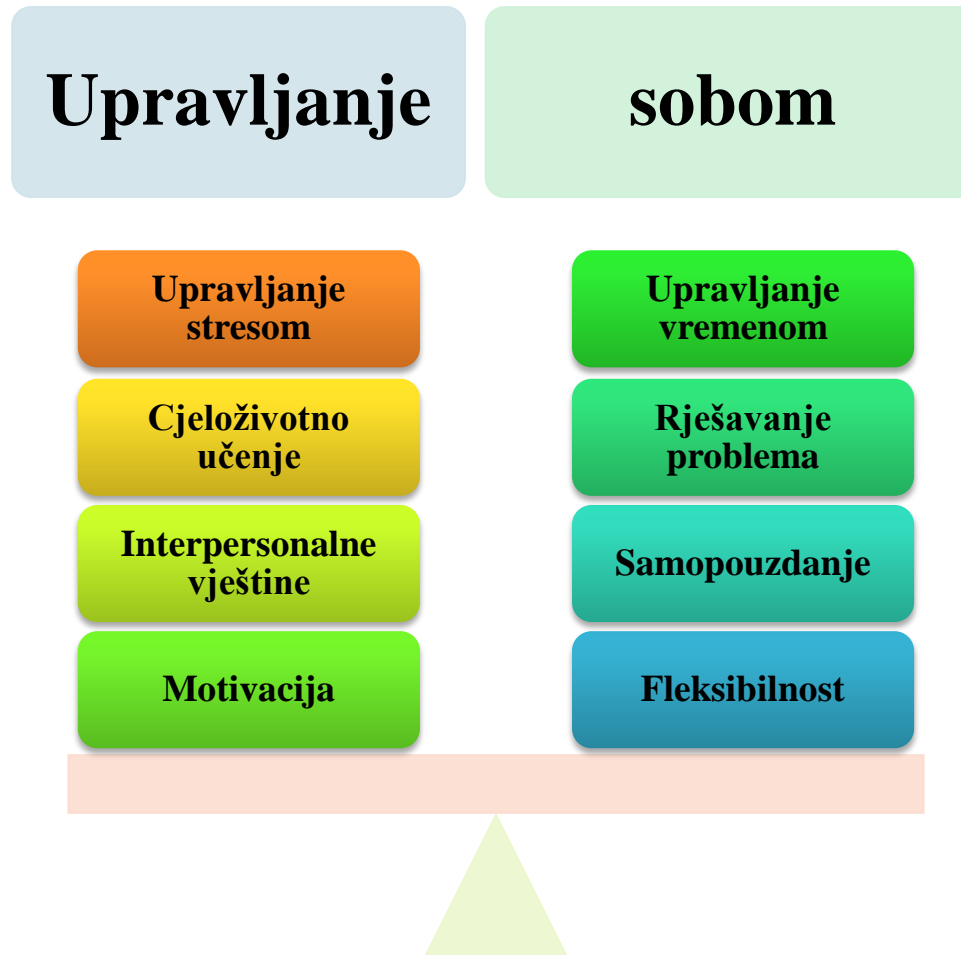 Upravljanje
sobom
Upravljanje
stresom
Cjeloživotno
učenje
Interpersonalne
vještine
Motivacija
Upravljanje
vremenom
Rješavanje
problema
Samopouzdanje
Fleksibilnost